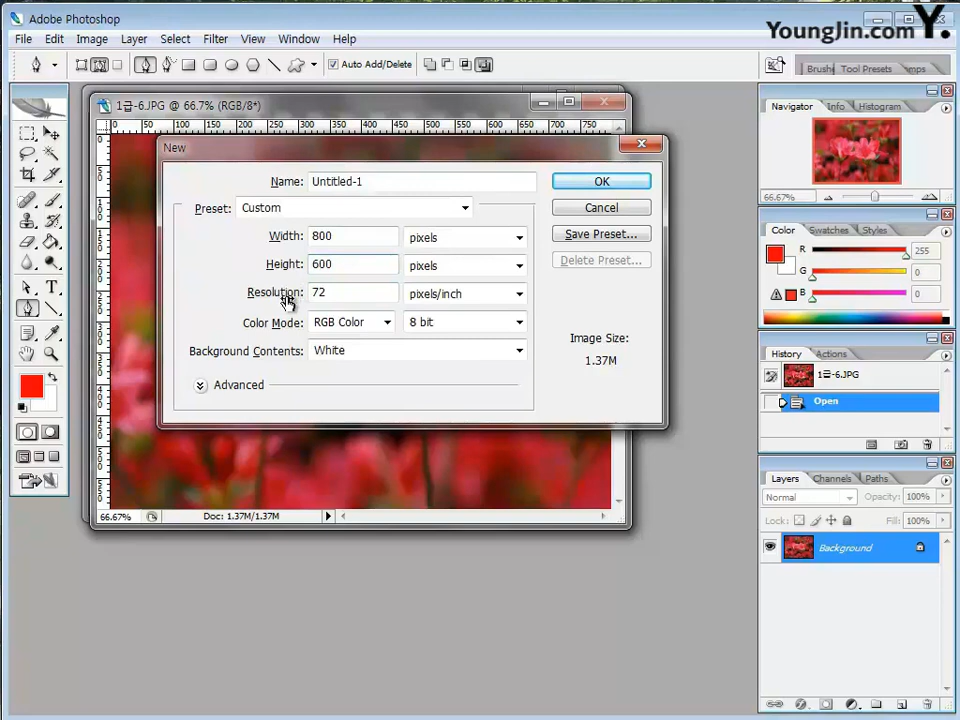 Adobe Photoshop
YoungJin.com Y.
File Edit Image Layer Select Filter View Window Help
Auto Add/Delete
Tool Presets
1급-6.JPG @ 66.7% (RGB/8*)
0 50 100 150 200 250 300 350 400 450 500 550 600 650 700 750
New
Name: Untitled-1
OK
Preset: Custom
Cancel
Width: 800 pixels
Save Preset...
Height: 600 pixels
Delete Preset...
Resolution: 72 pixels/inch
Color Mode: RGB Color 8 bit
Image Size:
Background Contents: White
1.37M
Advanced
66.67% Doc: 1.37M/1.37M
Navigator Info Histogram
66.67%
Color Swatches Styles
R 255
G 0
B 0
History Actions
1급-6.JPG
Open
Layers Channels Paths
Normal Opacity: 100%
Lock: Fill: 100%
Background